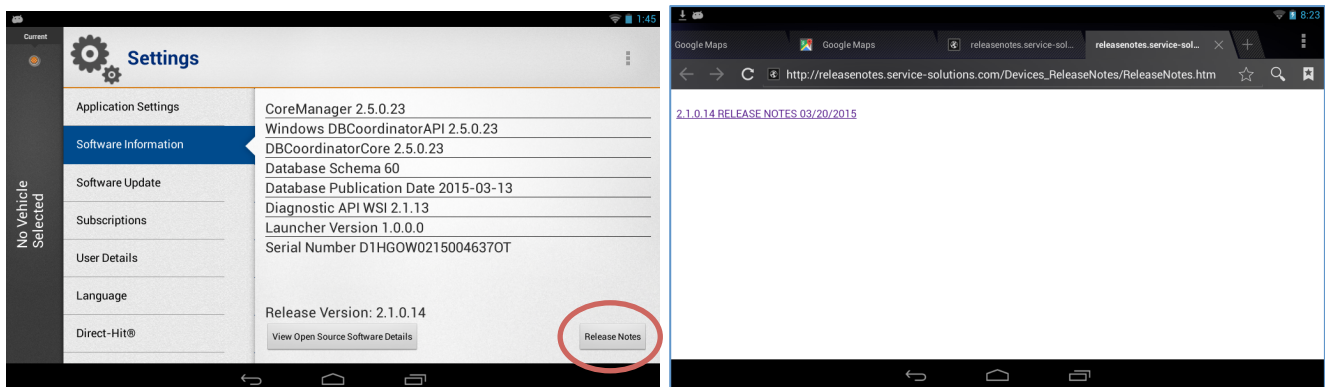 1:45
Current
Settings
No Vehicle
Selected
Application Settings
Software Information
Software Update
Subscriptions
User Details
Language
Direct-Hit®
CoreManager 2.5.0.23
Windows DBCoordinatorAPI 2.5.0.23
DBCoordinatorCore 2.5.0.23
Database Schema 60
Database Publication Date 2015-03-13
Diagnostic API WSI 2.1.13
Launcher Version 1.0.0.0
Serial Number D1HGOW0215004637OT
Release Version: 2.1.0.14
View Open Source Software Details
Release Notes
8:23
Google Maps
Google Maps
releasenotes.service-sol...
releasenotes.service-sol...
http://releasenotes.service-solutions.com/Devices_ReleaseNotes/ReleaseNotes.htm
2.1.0.14 RELEASE NOTES 03/20/2015